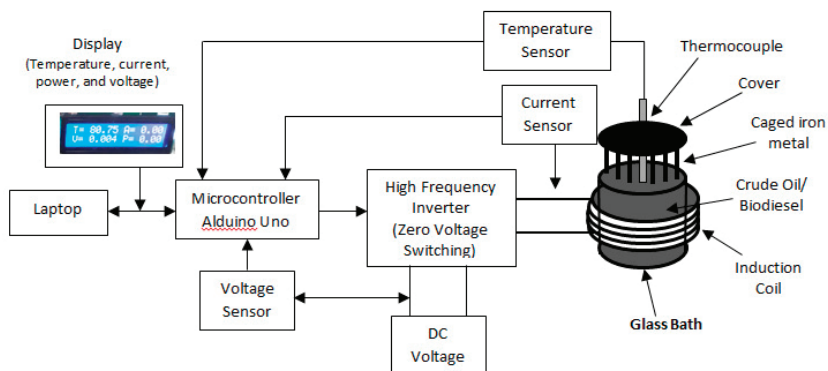 Display
(Temperature, current,
power, and voltage)
T= 80.75 A= 0.00
V= 0.004 P= 0.00
Laptop
Microcontroller
Alduino Uno
Voltage
Sensor
High Frequency
Inverter
(Zero Voltage
Switching)
DC
Voltage
Temperature
Sensor
Current
Sensor
Thermocouple
Cover
Caged iron
metal
Crude Oil/
Biodiesel
Induction
Coil
Glass Bath